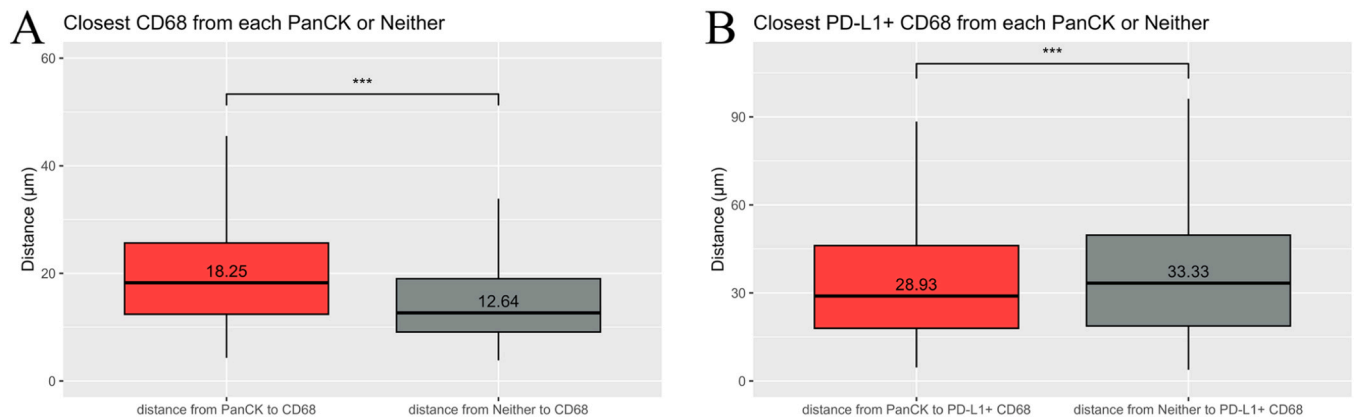 A
Closest CD68 from each PanCK or Neither
60
40
20
0
Distance (μm)
***
18.25
12.64
distance from PanCK to CD68
distance from Neither to CD68
B
Closest PD-L1+ CD68 from each PanCK or Neither
90
60
30
0
Distance (μm)
***
28.93
33.33
distance from PanCK to PD-L1+ CD68
distance from Neither to PD-L1+ CD68